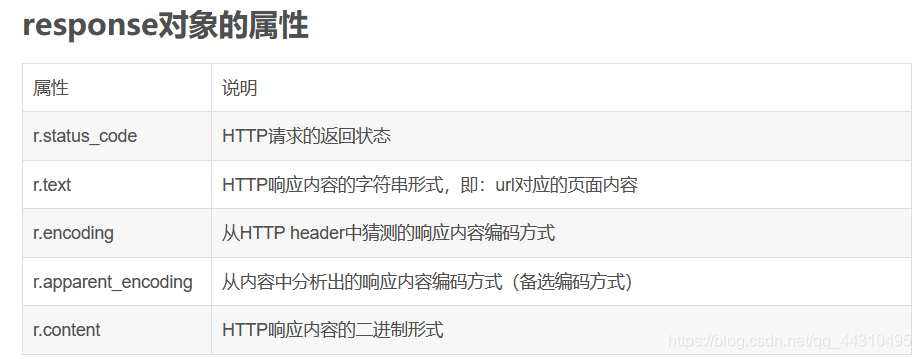 response对象的属性
属性 说明
r.status_code HTTP请求的返回状态
r.text HTTP响应内容的字符串形式，即：url对应的页面内容
r.encoding 从HTTP header中猜测的响应内容编码方式
r.apparent_encoding 从内容中分析出的响应内容编码方式（备选编码方式）
r.content HTTP响应内容的二进制形式
https://blog.csdn.net/qq_44310495